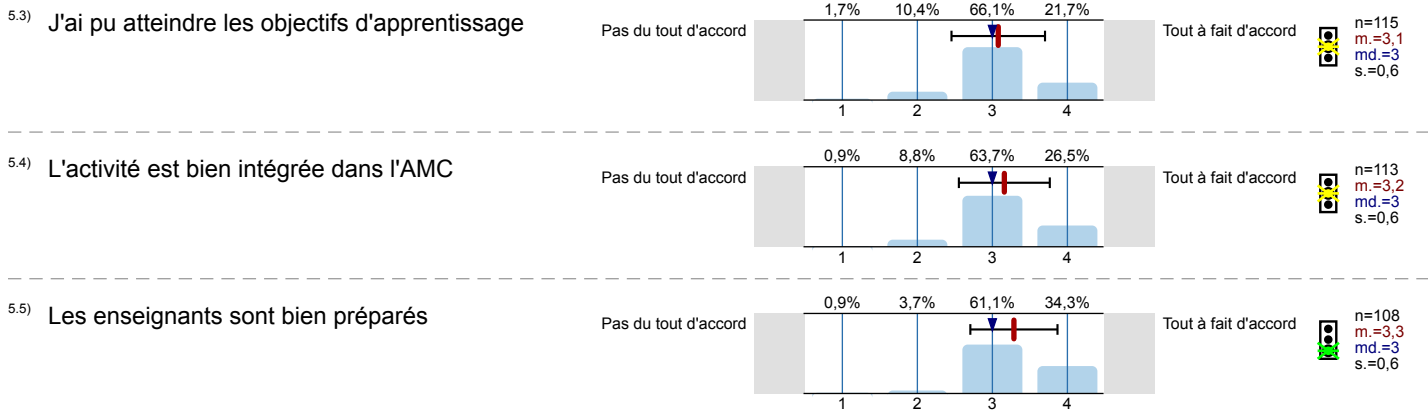 5.3) J'ai pu atteindre les objectifs d'apprentissage
Pas du tout d'accord
1,7% 10,4% 66,1% 21,7%
1 2 3 4
Tout à fait d'accord
n=115
m.=3,1
md.=3
s.=0,6
5.4) L'activité est bien intégrée dans l'AMC
Pas du tout d'accord
0,9% 8,8% 63,7% 26,5%
1 2 3 4
Tout à fait d'accord
n=113
m.=3,2
md.=3
s.=0,6
5.5) Les enseignants sont bien préparés
Pas du tout d'accord
0,9% 3,7% 61,1% 34,3%
1 2 3 4
Tout à fait d'accord
n=108
m.=3,3
md.=3
s.=0,6